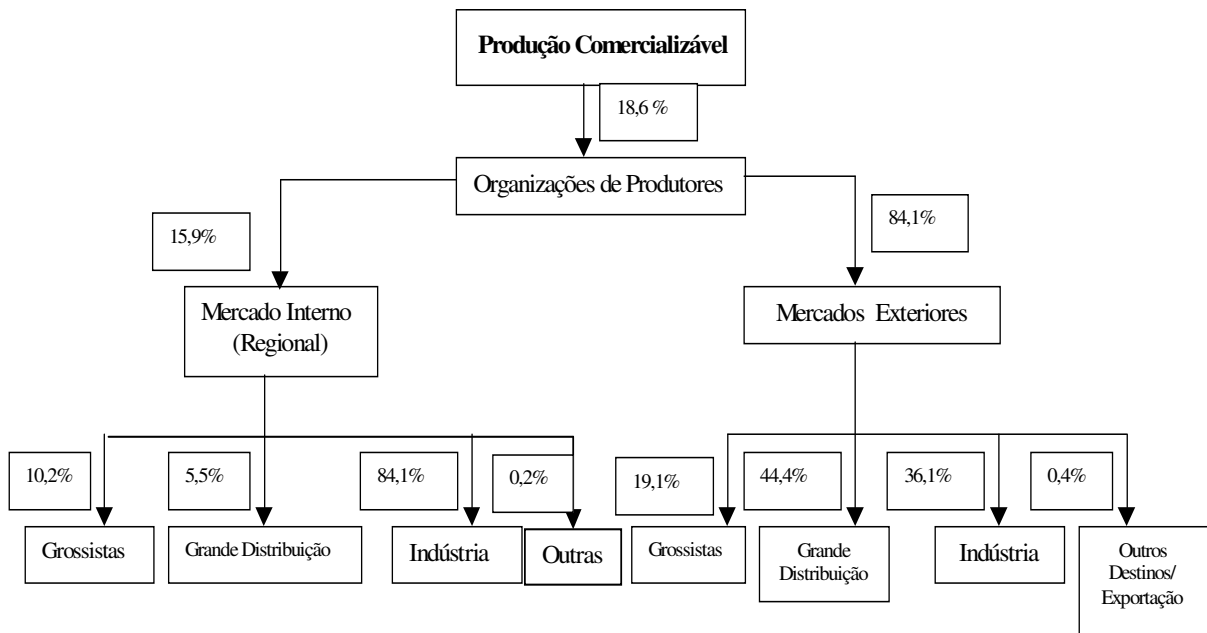 Produção Comercializável
18,6 %
Organizações de Produtores
15,9%
84,1%
Mercado Interno
(Regional)
Mercados Exteriores
10,2%
5,5%
84,1%
0,2%
19,1%
44,4%
36,1%
0,4%
Grossistas
Grande Distribuição
Indústria
Outras
Grossistas
Grande
Distribuição
Indústria
Outros
Destinos/
Exportação